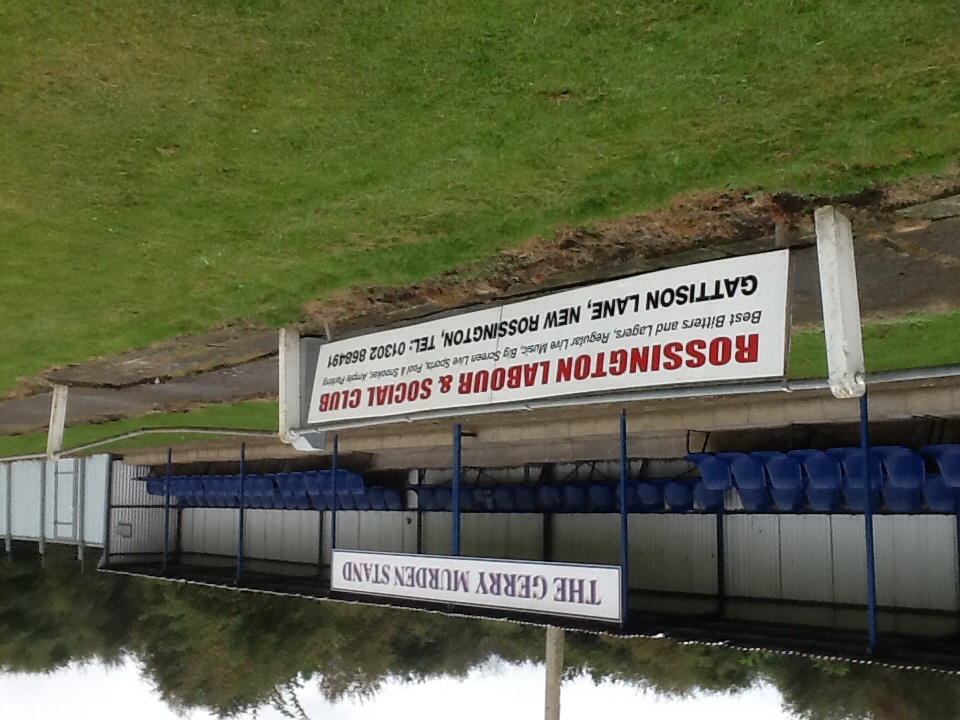 THE GERRY MURDEN STAND
ROSSINGTON LABOUR & SOCIAL CLUB
Best Bitters and Lagers, Regular Live Music, Big Screen Live Sports, Pool & Snooker, Ample Parking
GATTISON LANE, NEW ROSSINGTON, TEL: 01302 868491